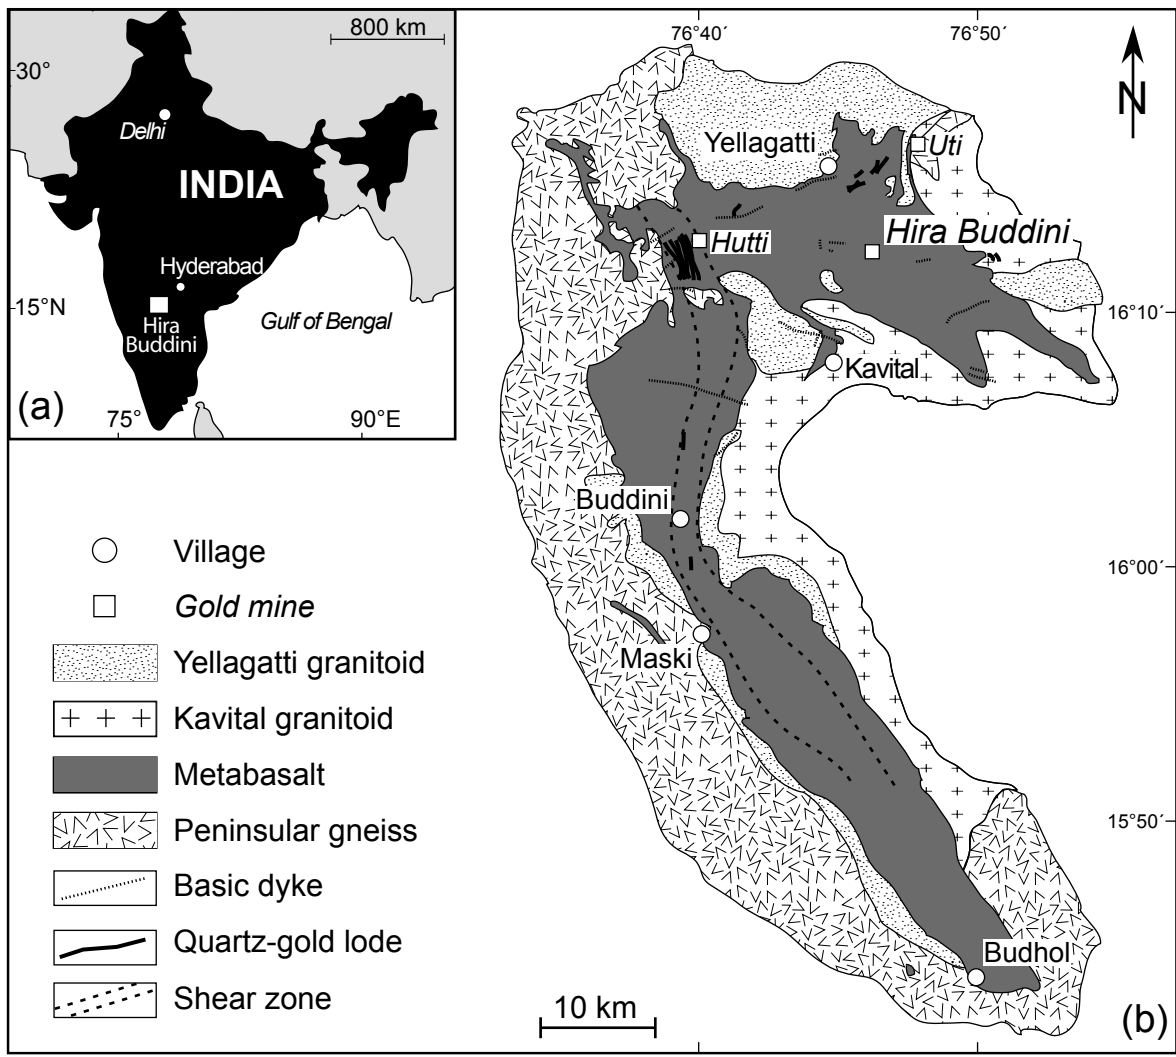 800 km
30°
Delhi
INDIA
Hyderabad
15°N
Hira
Buddini
Gulf of Bengal
(a)
75°
90°E
76°40´
76°50´
N
Yellagatti
Uti
Hutti
Hira Buddini
16°10´
Kavital
Buddini
16°00´
Maski
15°50´
Budhol
10 km
(b)
Village
Gold mine
Yellagatti granitoid
Kavital granitoid
Metabasalt
Peninsular gneiss
Basic dyke
Quartz-gold lode
Shear zone